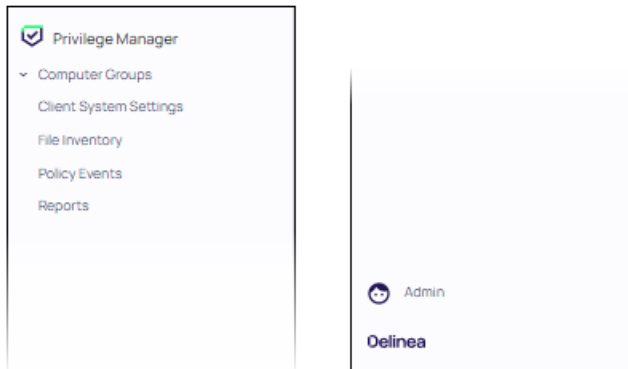 Privilege Manager
Computer Groups
Client System Settings
File Inventory
Policy Events
Reports
Admin
Delinea